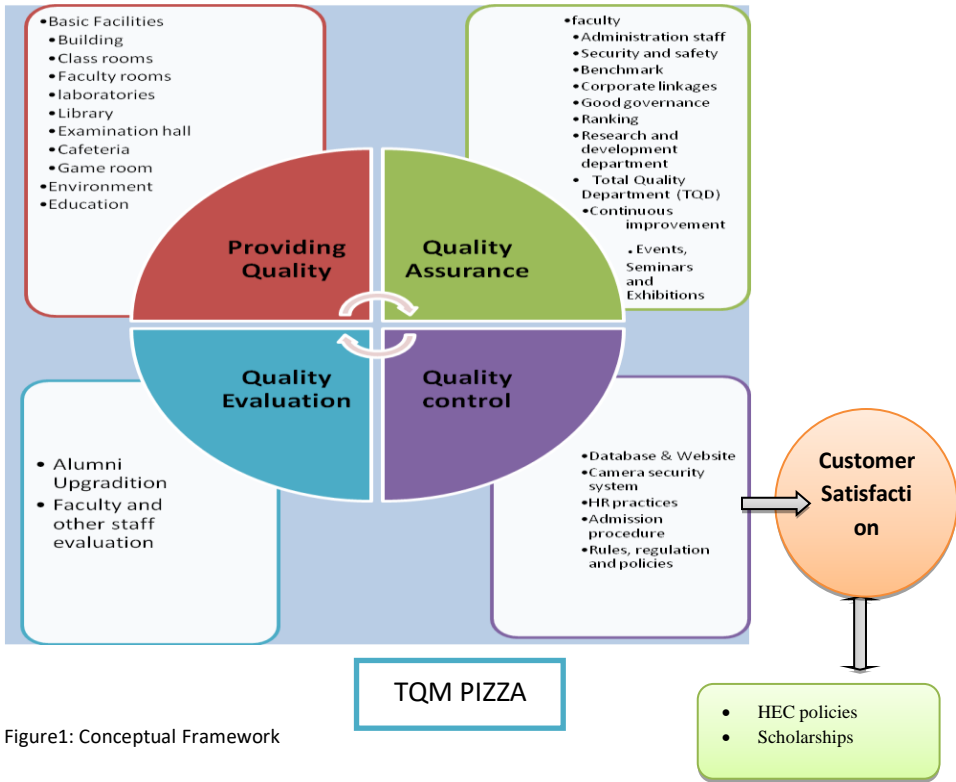 •Basic Facilities
•Building
•Class rooms
•Faculty rooms
•laboratories
•Library
•Examination hall
•Cafeteria
•Game room
•Environment
•Education
•faculty
•Administration staff
•Security and safety
•Benchmark
•Corporate linkages
•Good governance
•Ranking
•Research and
development
department
• Total Quality
Department (TQD)
•Continuous
improvement
. Events,
Seminars
and
Exhibitions
Providing
Quality
Quality
Assurance
Quality
Evaluation
Quality
control
• Alumni
Upgradition
• Faculty and
other staff
evaluation
•Database & Website
•Camera security
system
•HR practices
•Admission
procedure
•Rules, regulation
and policies
Customer
Satisfacti
on
TQM PIZZA
• HEC policies
• Scholarships
Figure1: Conceptual Framework